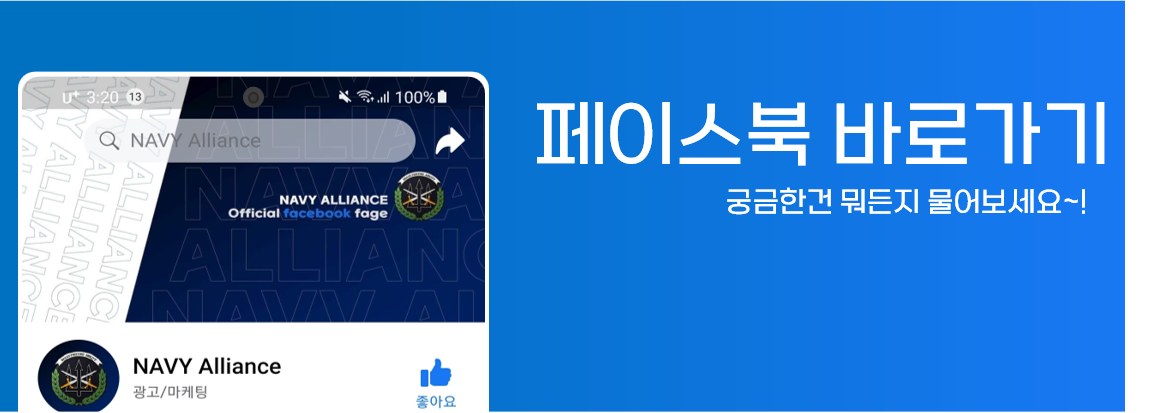 페이스북 바로가기
궁금한건 뭐든지 물어보세요~!
U+ 3:20 13 100%
NAVY Alliance
NAVY ALLIANCE
Official facebook fage
NAVY ALLIANCE
NAVY Alliance
광고/마케팅
좋아요